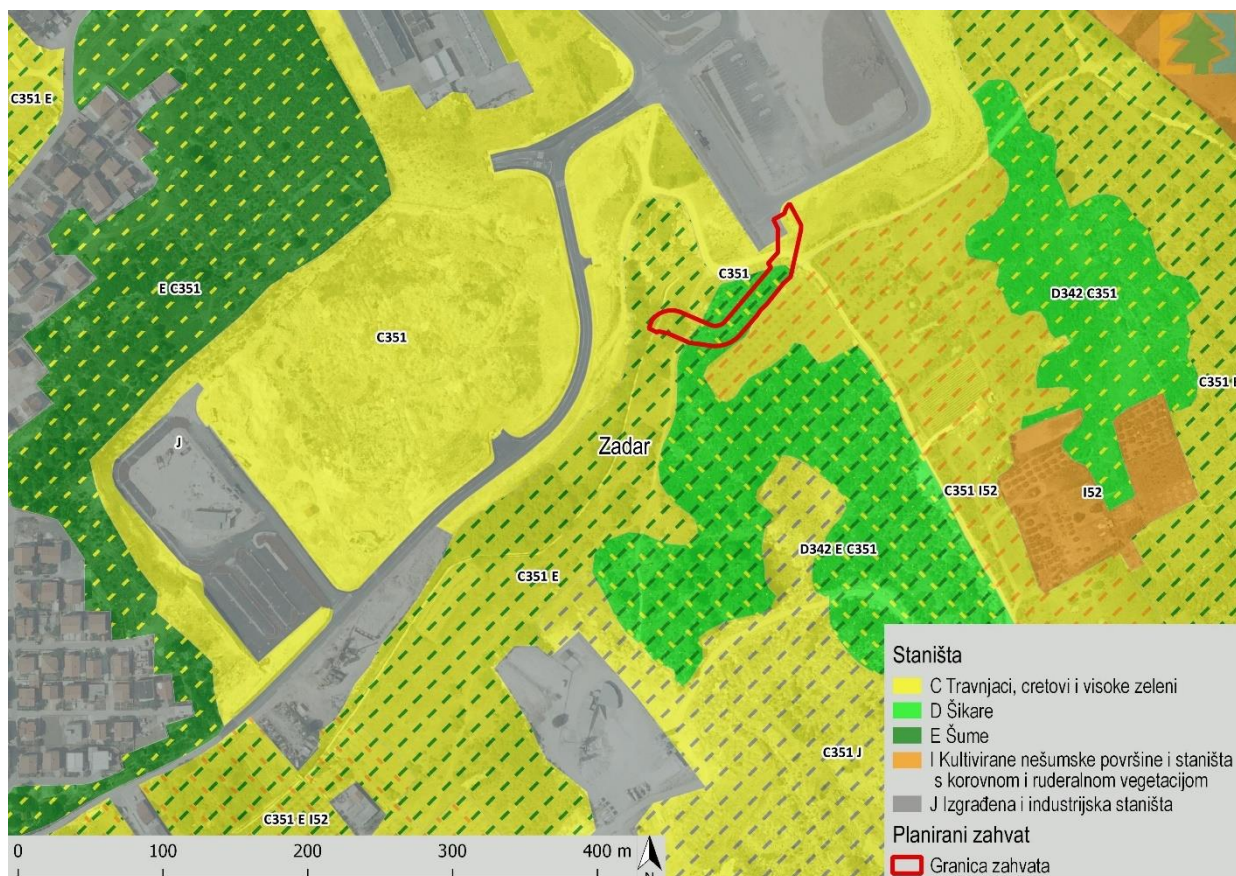 C351 E
E C351
C351
C351
D342 C351
C351 E
J
Zadar
C351 I52
I52
D342 E C351
C351 E
C351 J
C351 E I52
0 100 200 300 400 m
Staništa
C Travnjaci, cretovi i visoke zeleni
D Šikare
E Šume
I Kultivirane nešumske površine i staništa
s korovnom i ruderalnom vegetacijom
J Izgrađena i industrijska staništa
Planirani zahvat
Granica zahvata